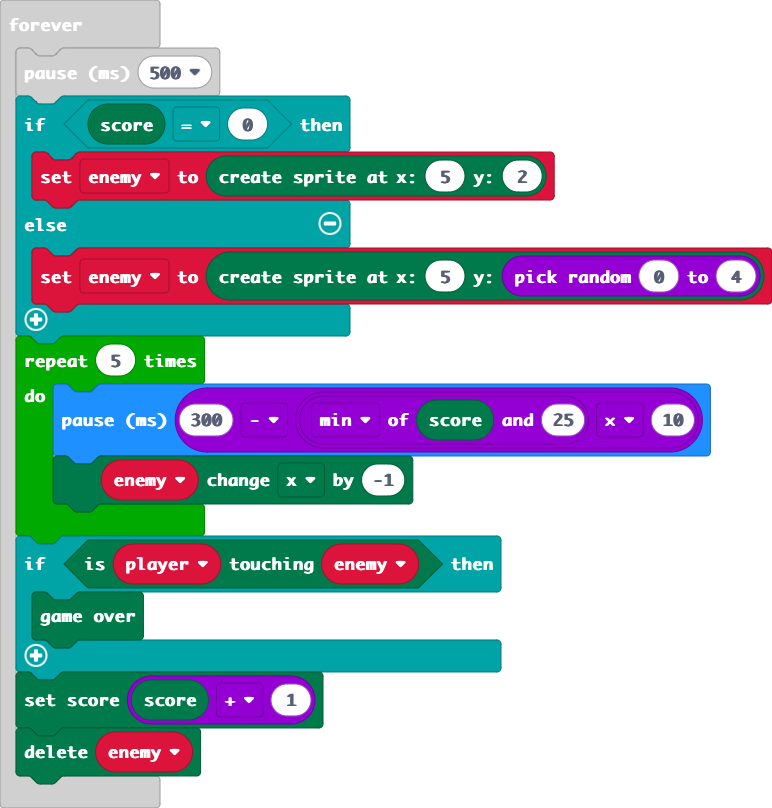 forever
pause (ms) 500
if score = 0 then
set enemy to create sprite at x: 5 y: 2
else
set enemy to create sprite at x: 5 y: pick random 0 to 4
repeat 5 times
do
pause (ms) 300 - min of score and 25 x 10
enemy change x by -1
if is player touching enemy then
game over
set score score + 1
delete enemy